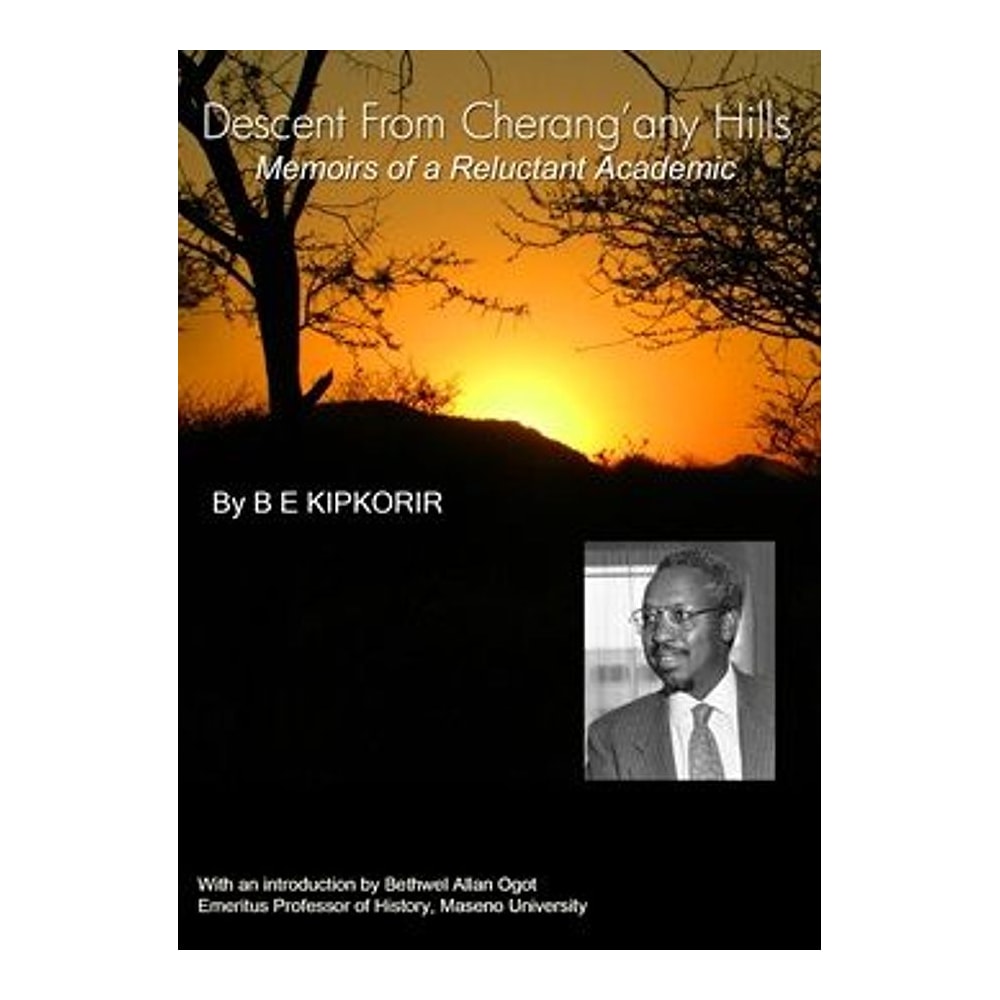 Descent From Cherang'any Hills
Memoirs of a Reluctant Academic
By B E KIPKORIR
With an introduction by Bethwel Allan Ogot
Emeritus Professor of History, Maseno University